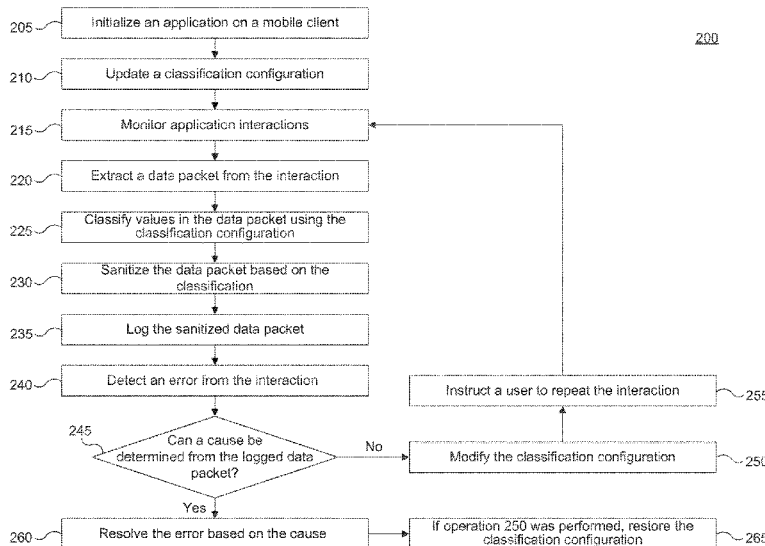 205
Initialize an application on a mobile client
200
210
Update a classification configuration
215
Monitor application interactions
220
Extract a data packet from the interaction
225
Classify values in the data packet using the
classification configuration
230
Sanitize the data packet based on the
classification
235
Log the sanitized data packet
240
Detect an error from the interaction
Instruct a user to repeat the interaction
255
245
Can a cause be
determined from the logged data
packet?
No
Modify the classification configuration
250
Yes
260
Resolve the error based on the cause
If operation 250 was performed, restore the
classification configuration
265